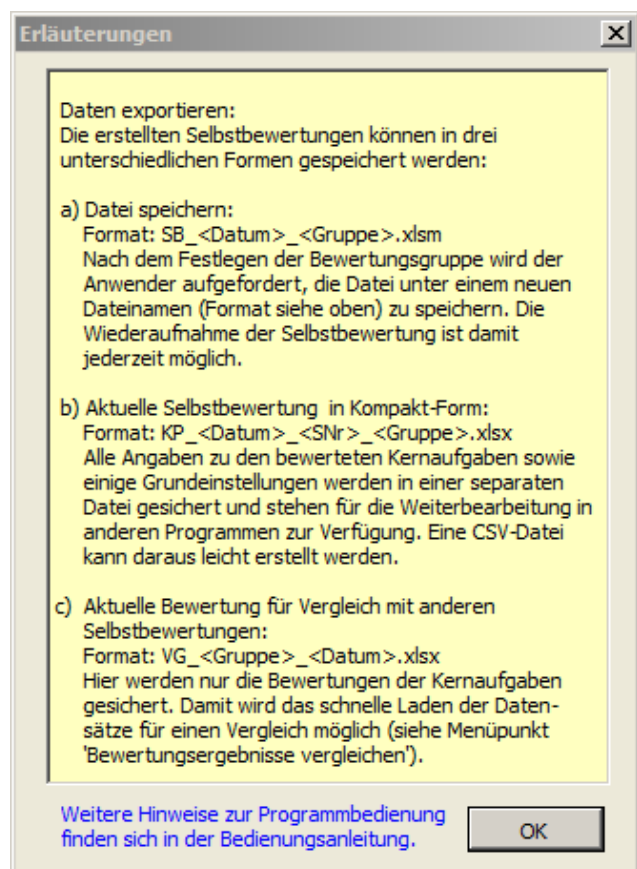 Erläuterungen
Daten exportieren:
Die erstellten Selbstbewertungen können in drei
unterschiedlichen Formen gespeichert werden:
a) Datei speichern:
Format: SB_<Datum>_<Gruppe>.xlsm
Nach dem Festlegen der Bewertungsgruppe wird der
Anwender aufgefordert, die Datei unter einem neuen
Dateinamen (Format siehe oben) zu speichern. Die
Wiederaufnahme der Selbstbewertung ist damit
jederzeit möglich.
b) Aktuelle Selbstbewertung  in Kompakt-Form:
Format: KP_<Datum>_<SNr>_<Gruppe>.xlsx
Alle Angaben zu den bewerteten Kernaufgaben sowie
einige Grundeinstellungen werden in einer separaten
Datei gesichert und stehen für die Weiterbearbeitung in
anderen Programmen zur Verfügung. Eine CSV-Datei
kann daraus leicht erstellt werden.
c)  Aktuelle Bewertung für Vergleich mit anderen
Selbstbewertungen:
Format: VG_<Gruppe>_<Datum>.xlsx
Hier werden nur die Bewertungen der Kernaufgaben
gesichert. Damit wird das schnelle Laden der Daten-
sätze für einen Vergleich möglich (siehe Menüpunkt
'Bewertungsergebnisse vergleichen').
Weitere Hinweise zur Programmbedienung
finden sich in der Bedienungsanleitung.
OK